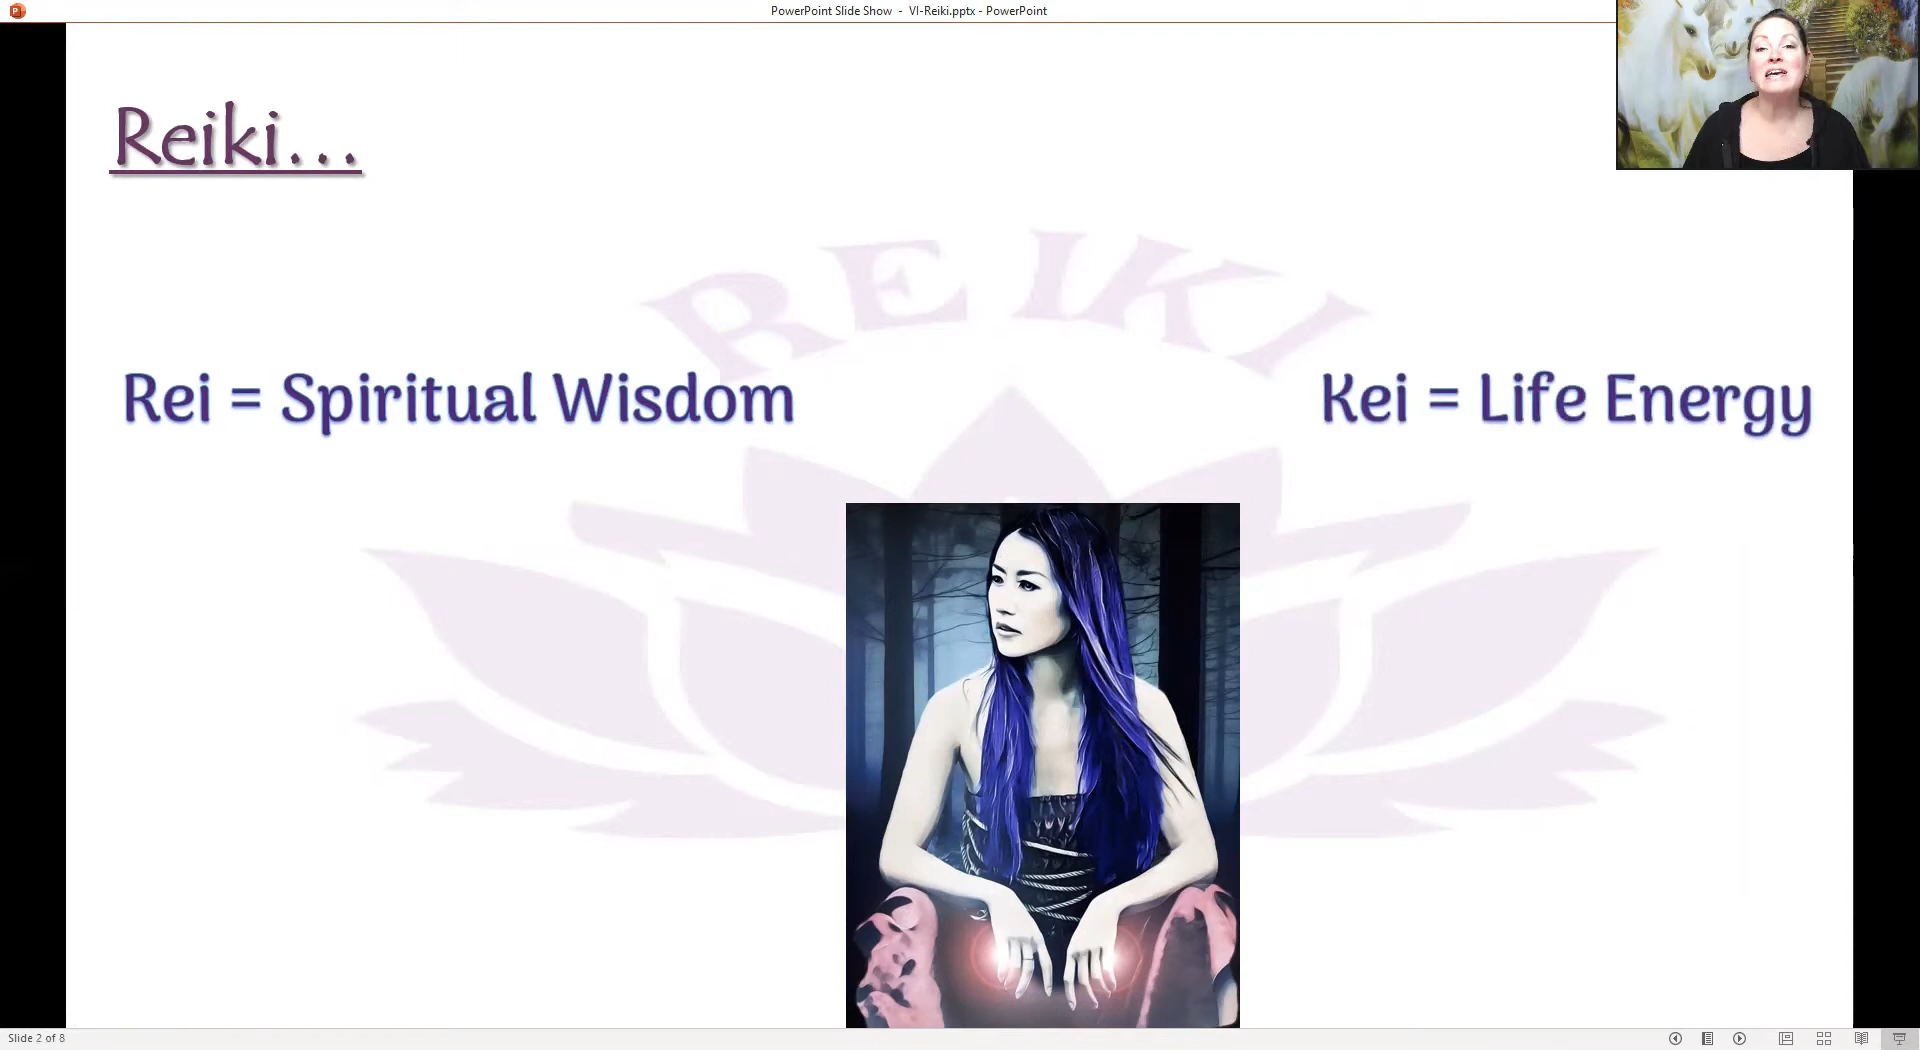 PowerPoint Slide Show - VI-Reiki.pptx - PowerPoint
Reiki...
REIKI
Rei = Spiritual Wisdom
Kei = Life Energy
Slide 2 of 8